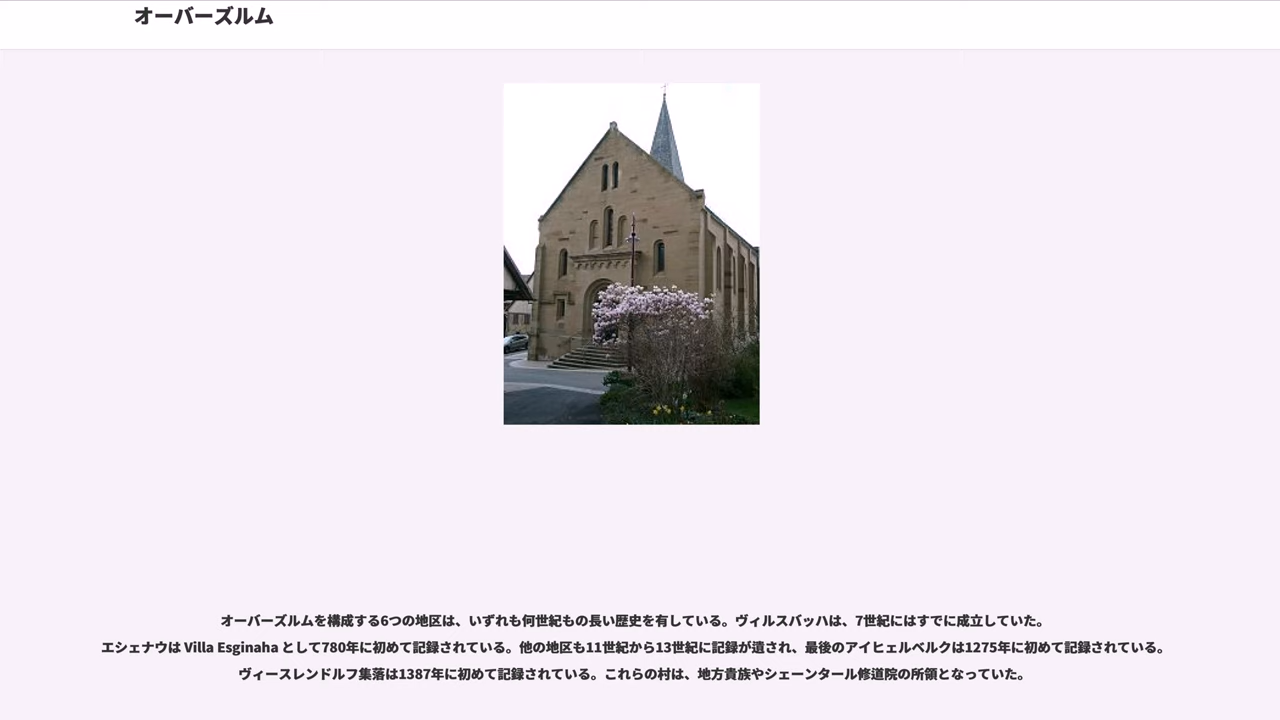 オーバーズルム
オーバーズルムを構成する6つの地区は、いずれも何世紀もの長い歴史を有している。ヴィルスバッハは、7世紀にはすでに成立していた。
エシェナウは Villa Esginaha として780年に初めて記録されている。他の地区も11世紀から13世紀に記録が遺され、最後のアイヒェルベルクは1275年に初めて記録されている。
ヴィースレンドルフ集落は1387年に初めて記録されている。これらの村は、地方貴族やシェーンタール修道院の所領となっていた。